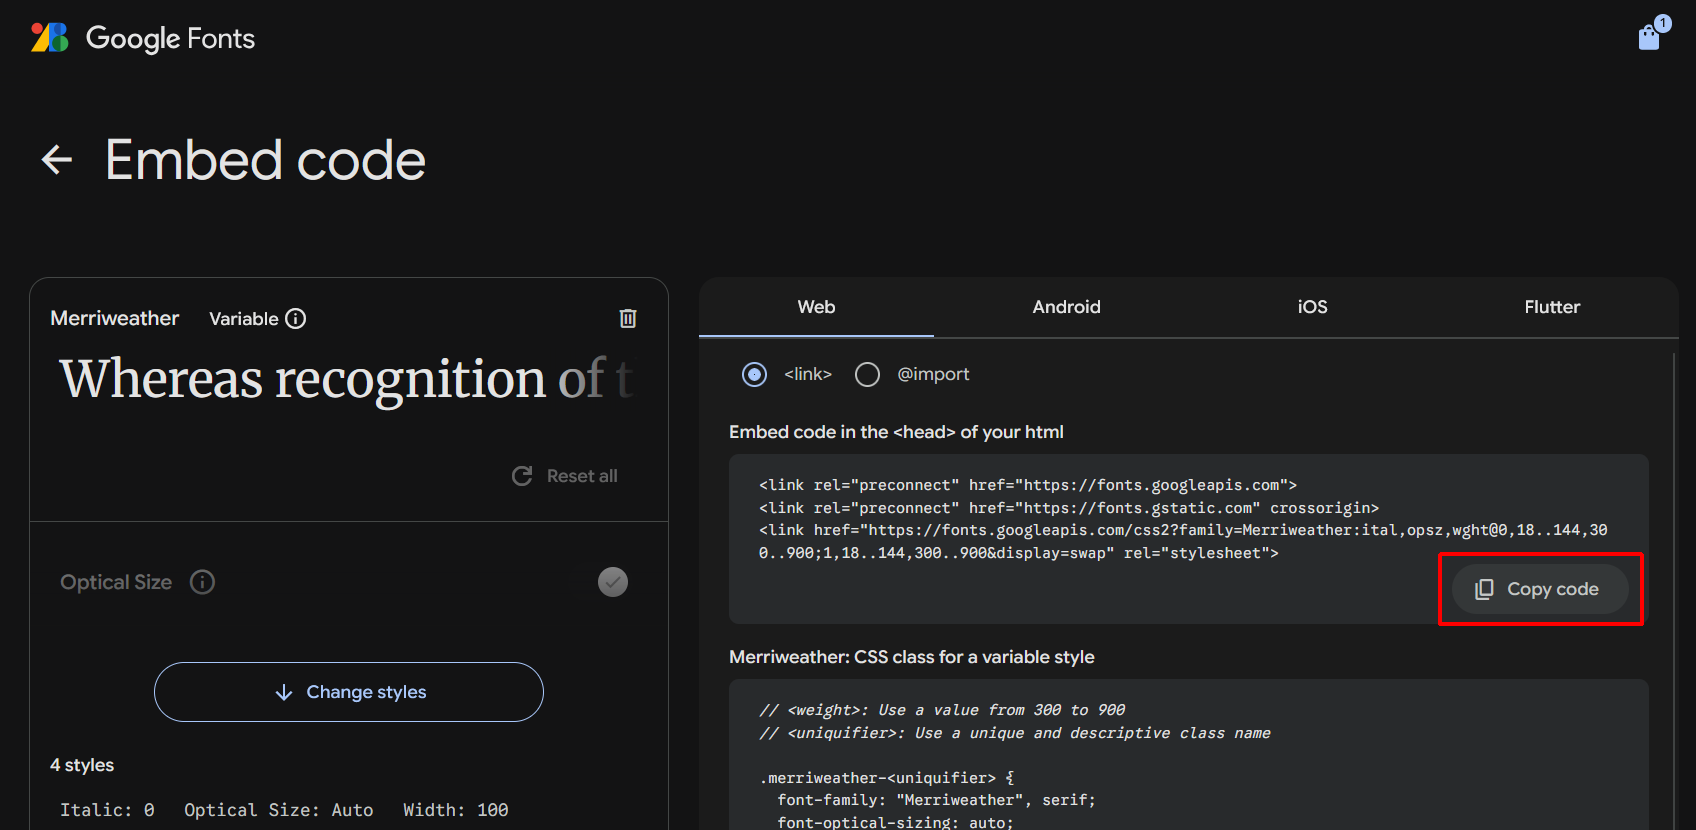 Google Fonts
1
Embed code
Merriweather Variable
Whereas recognition of t
Reset all
Optical Size
Change styles
4 styles
Italic: 0 Optical Size: Auto Width: 100
Web Android iOS Flutter
<link> @import
Embed code in the <head> of your html
<link rel="preconnect" href="https://fonts.googleapis.com">
<link rel="preconnect" href="https://fonts.gstatic.com" crossorigin>
<link href="https://fonts.googleapis.com/css2?family=Merriweather:ital,opsz,wght@0,18..144,30
0..900;1,18..144,300..900&display=swap" rel="stylesheet">
Copy code
Merriweather: CSS class for a variable style
// <weight>: Use a value from 300 to 900
// <uniquifier>: Use a unique and descriptive class name
.merriweather-<uniquifier> {
font-family: "Merriweather", serif;
font-optical-sizing: auto;